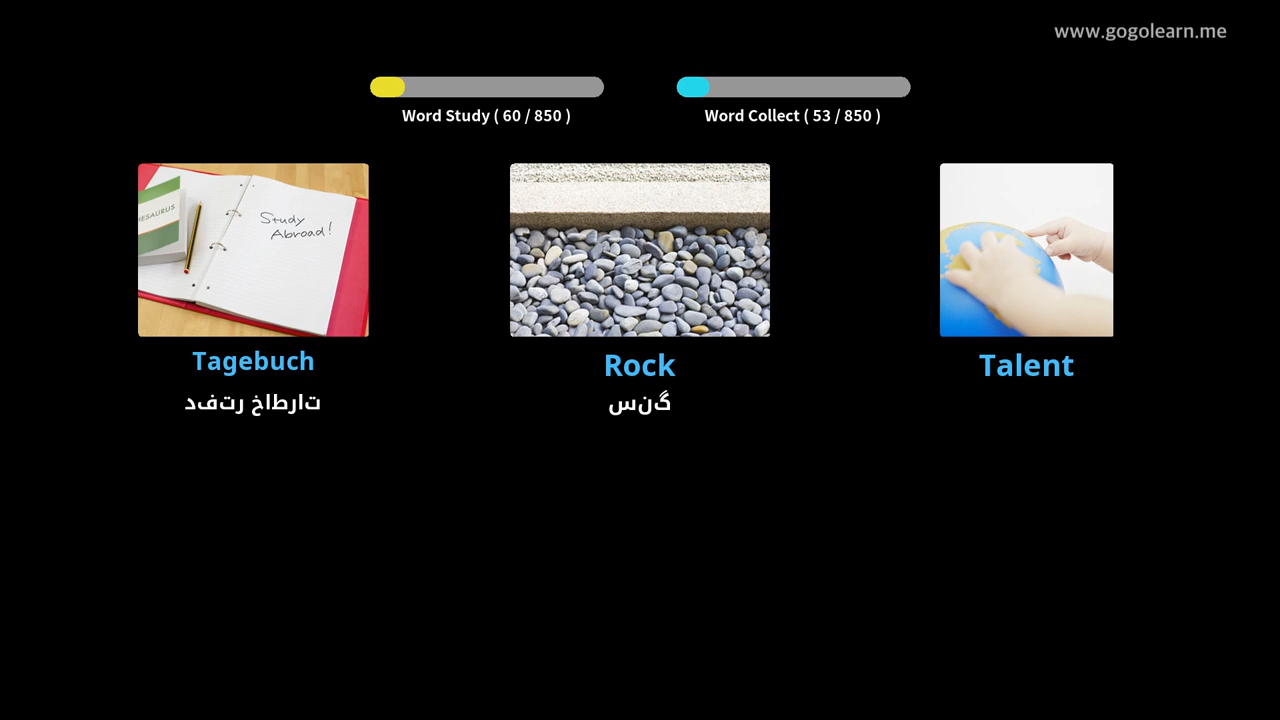 www.gogolearn.me
Word Study ( 60 / 850 )
Word Collect ( 53 / 850 )
THESAURUS
Study
Abroad!
Tagebuch
تارطاخ رتفد
Rock
گنس
Talent